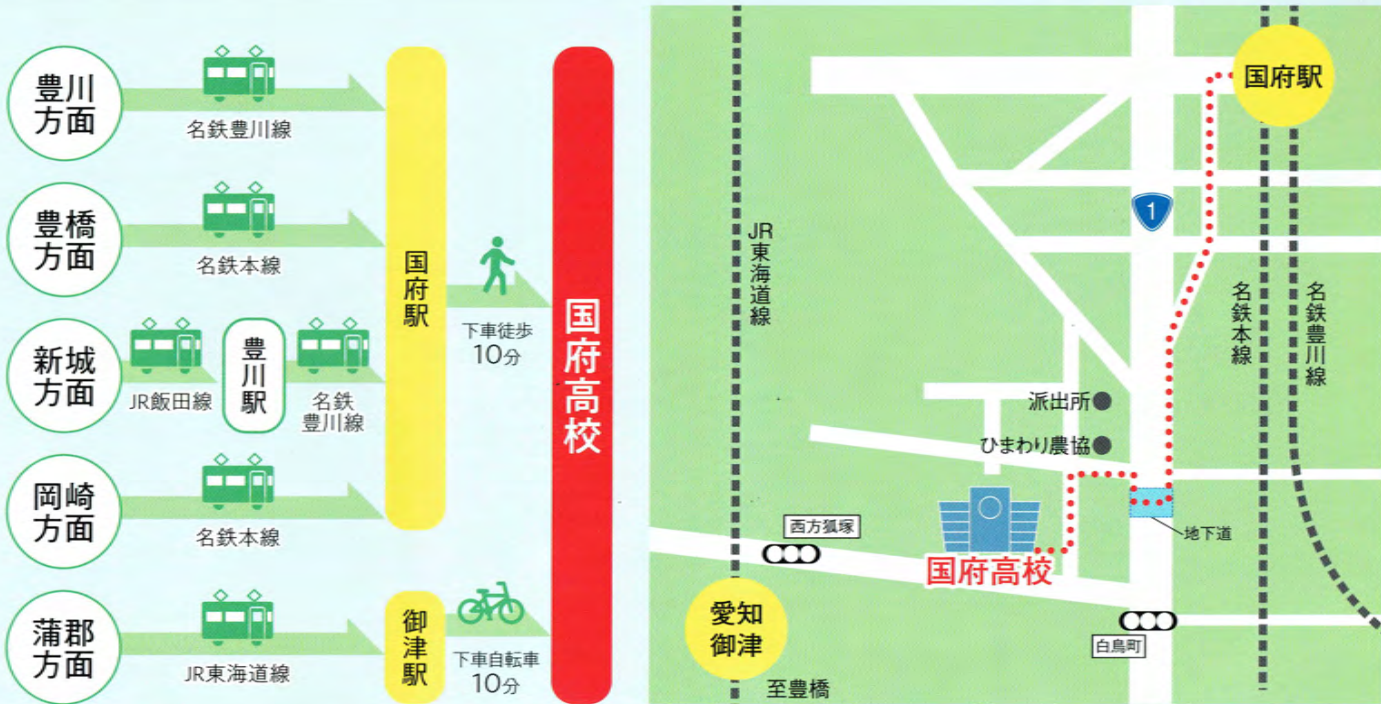 豊川
方面
名鉄豊川線
豊橋
方面
名鉄本線
新城
方面
JR飯田線
豊川駅
名鉄
豊川線
岡崎
方面
名鉄本線
蒲郡
方面
JR東海道線
国府駅
御津駅
下車徒歩
10分
下車自転車
10分
国府高校
国府駅
1
JR東海道線
名鉄本線
名鉄豊川線
派出所
ひまわり農協
地下道
西方狐塚
国府高校
白鳥町
愛知
御津
至豊橋